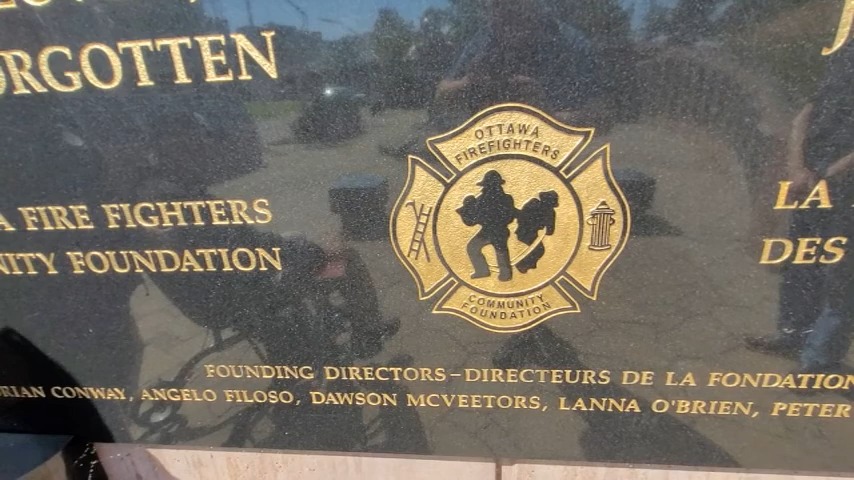 FORGOTTEN
OTTAWA
FIREFIGHTERS
COMMUNITY
FOUNDATION
A FIRE FIGHTERS
NITY FOUNDATION
LA
DES
FOUNDING DIRECTORS – DIRECTEURS DE LA FONDATION
RIAN CONWAY, ANGELO FILOSO, DAWSON MCVEETORS, LANNA O'BRIEN, PETER